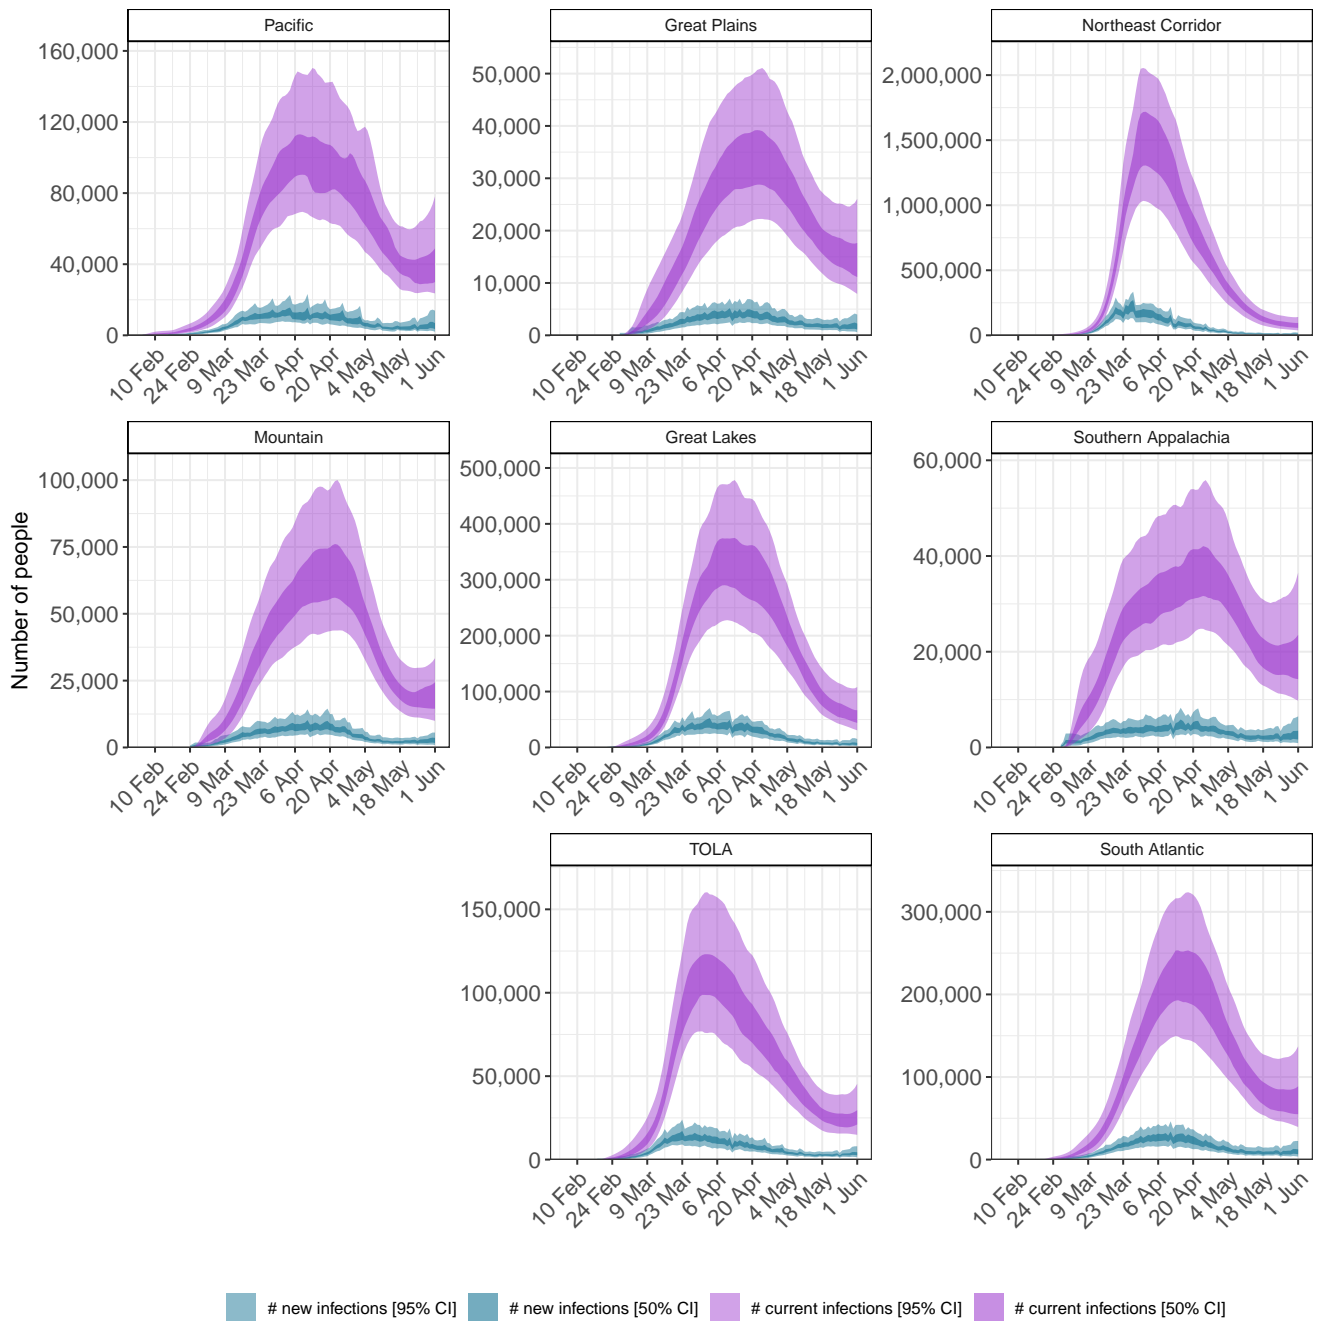 Pacific
Great Plains
Northeast Corridor
160,000
120,000
80,000
40,000
0
50,000
40,000
30,000
20,000
10,000
0
2,000,000
1,500,000
1,000,000
500,000
0
10 Feb
24 Feb
9 Mar
23 Mar
6 Apr
20 Apr
4 May
18 May
1 Jun
10 Feb
24 Feb
9 Mar
23 Mar
6 Apr
20 Apr
4 May
18 May
1 Jun
10 Feb
24 Feb
9 Mar
23 Mar
6 Apr
20 Apr
4 May
18 May
1 Jun
Number of people
Mountain
Great Lakes
Southern Appalachia
100,000
75,000
50,000
25,000
0
500,000
400,000
300,000
200,000
100,000
0
60,000
40,000
20,000
0
10 Feb
24 Feb
9 Mar
23 Mar
6 Apr
20 Apr
4 May
18 May
1 Jun
10 Feb
24 Feb
9 Mar
23 Mar
6 Apr
20 Apr
4 May
18 May
1 Jun
10 Feb
24 Feb
9 Mar
23 Mar
6 Apr
20 Apr
4 May
18 May
1 Jun
TOLA
South Atlantic
150,000
100,000
50,000
0
300,000
200,000
100,000
0
10 Feb
24 Feb
9 Mar
23 Mar
6 Apr
20 Apr
4 May
18 May
1 Jun
10 Feb
24 Feb
9 Mar
23 Mar
6 Apr
20 Apr
4 May
18 May
1 Jun
# new infections [95% CI]
# new infections [50% CI]
# current infections [95% CI]
# current infections [50% CI]